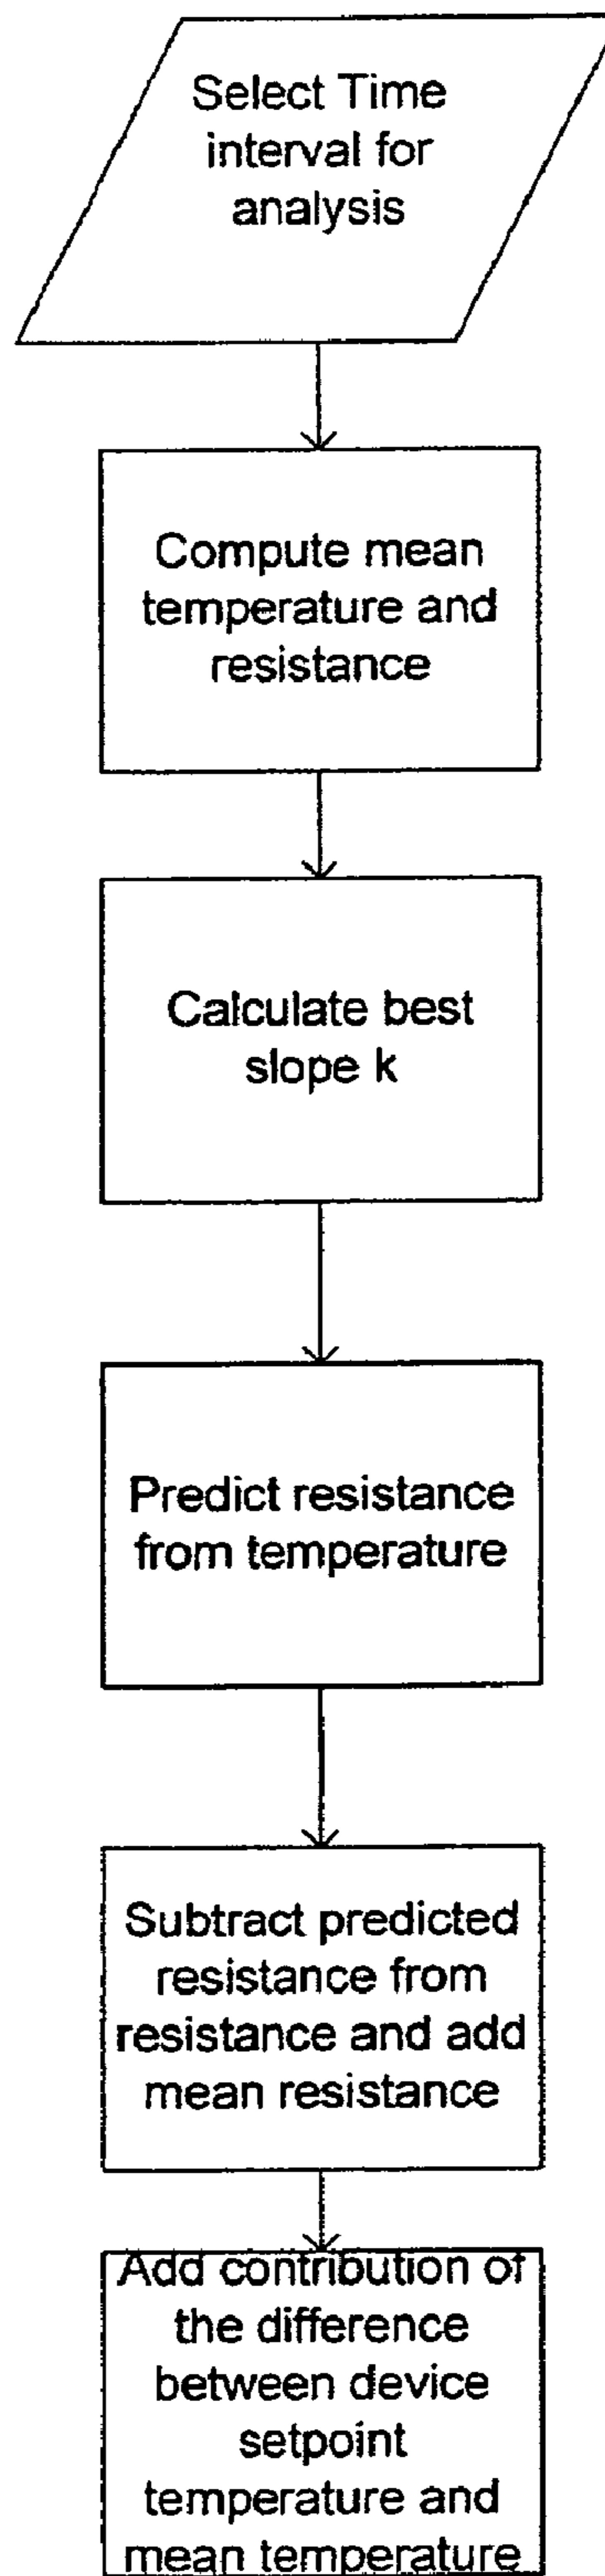 Select Time
interval for
analysis
Compute mean
temperature and
resistance
Calculate best
slope k
Predict resistance
from temperature
Subtract predicted
resistance from
resistance and add
mean resistance
Add contribution of
the difference
between device
setpoint
temperature and
mean temperature